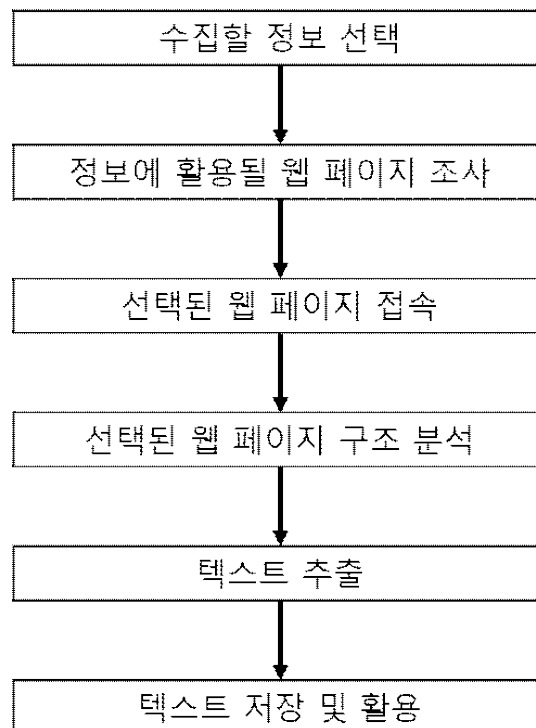 수집할 정보 선택
정보에 활용될 웹 페이지 조사
선택된 웹 페이지 접속
선택된 웹 페이지 구조 분석
텍스트 추출
텍스트 저장 및 활용